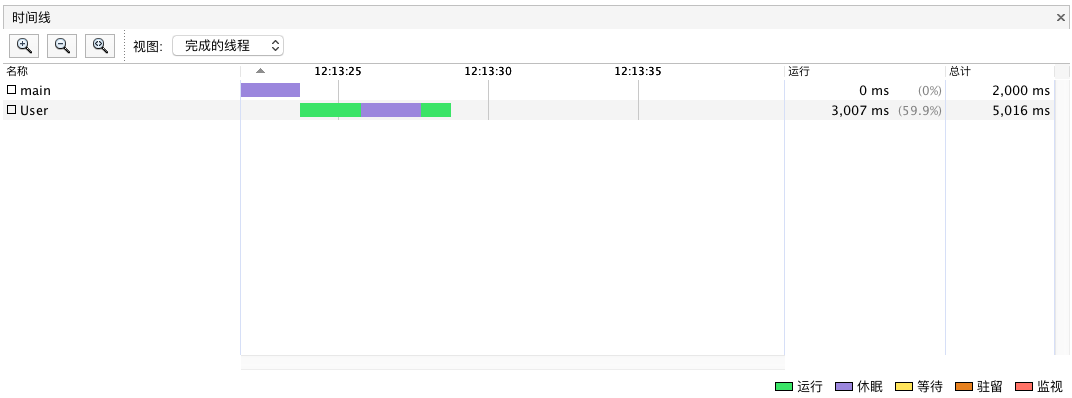 时间线
视图: 完成的线程
名称 12:13:25 12:13:30 12:13:35 运行 总计
main 0 ms (0%) 2,000 ms
User 3,007 ms (59.9%) 5,016 ms
运行 休眠 等待 驻留 监视